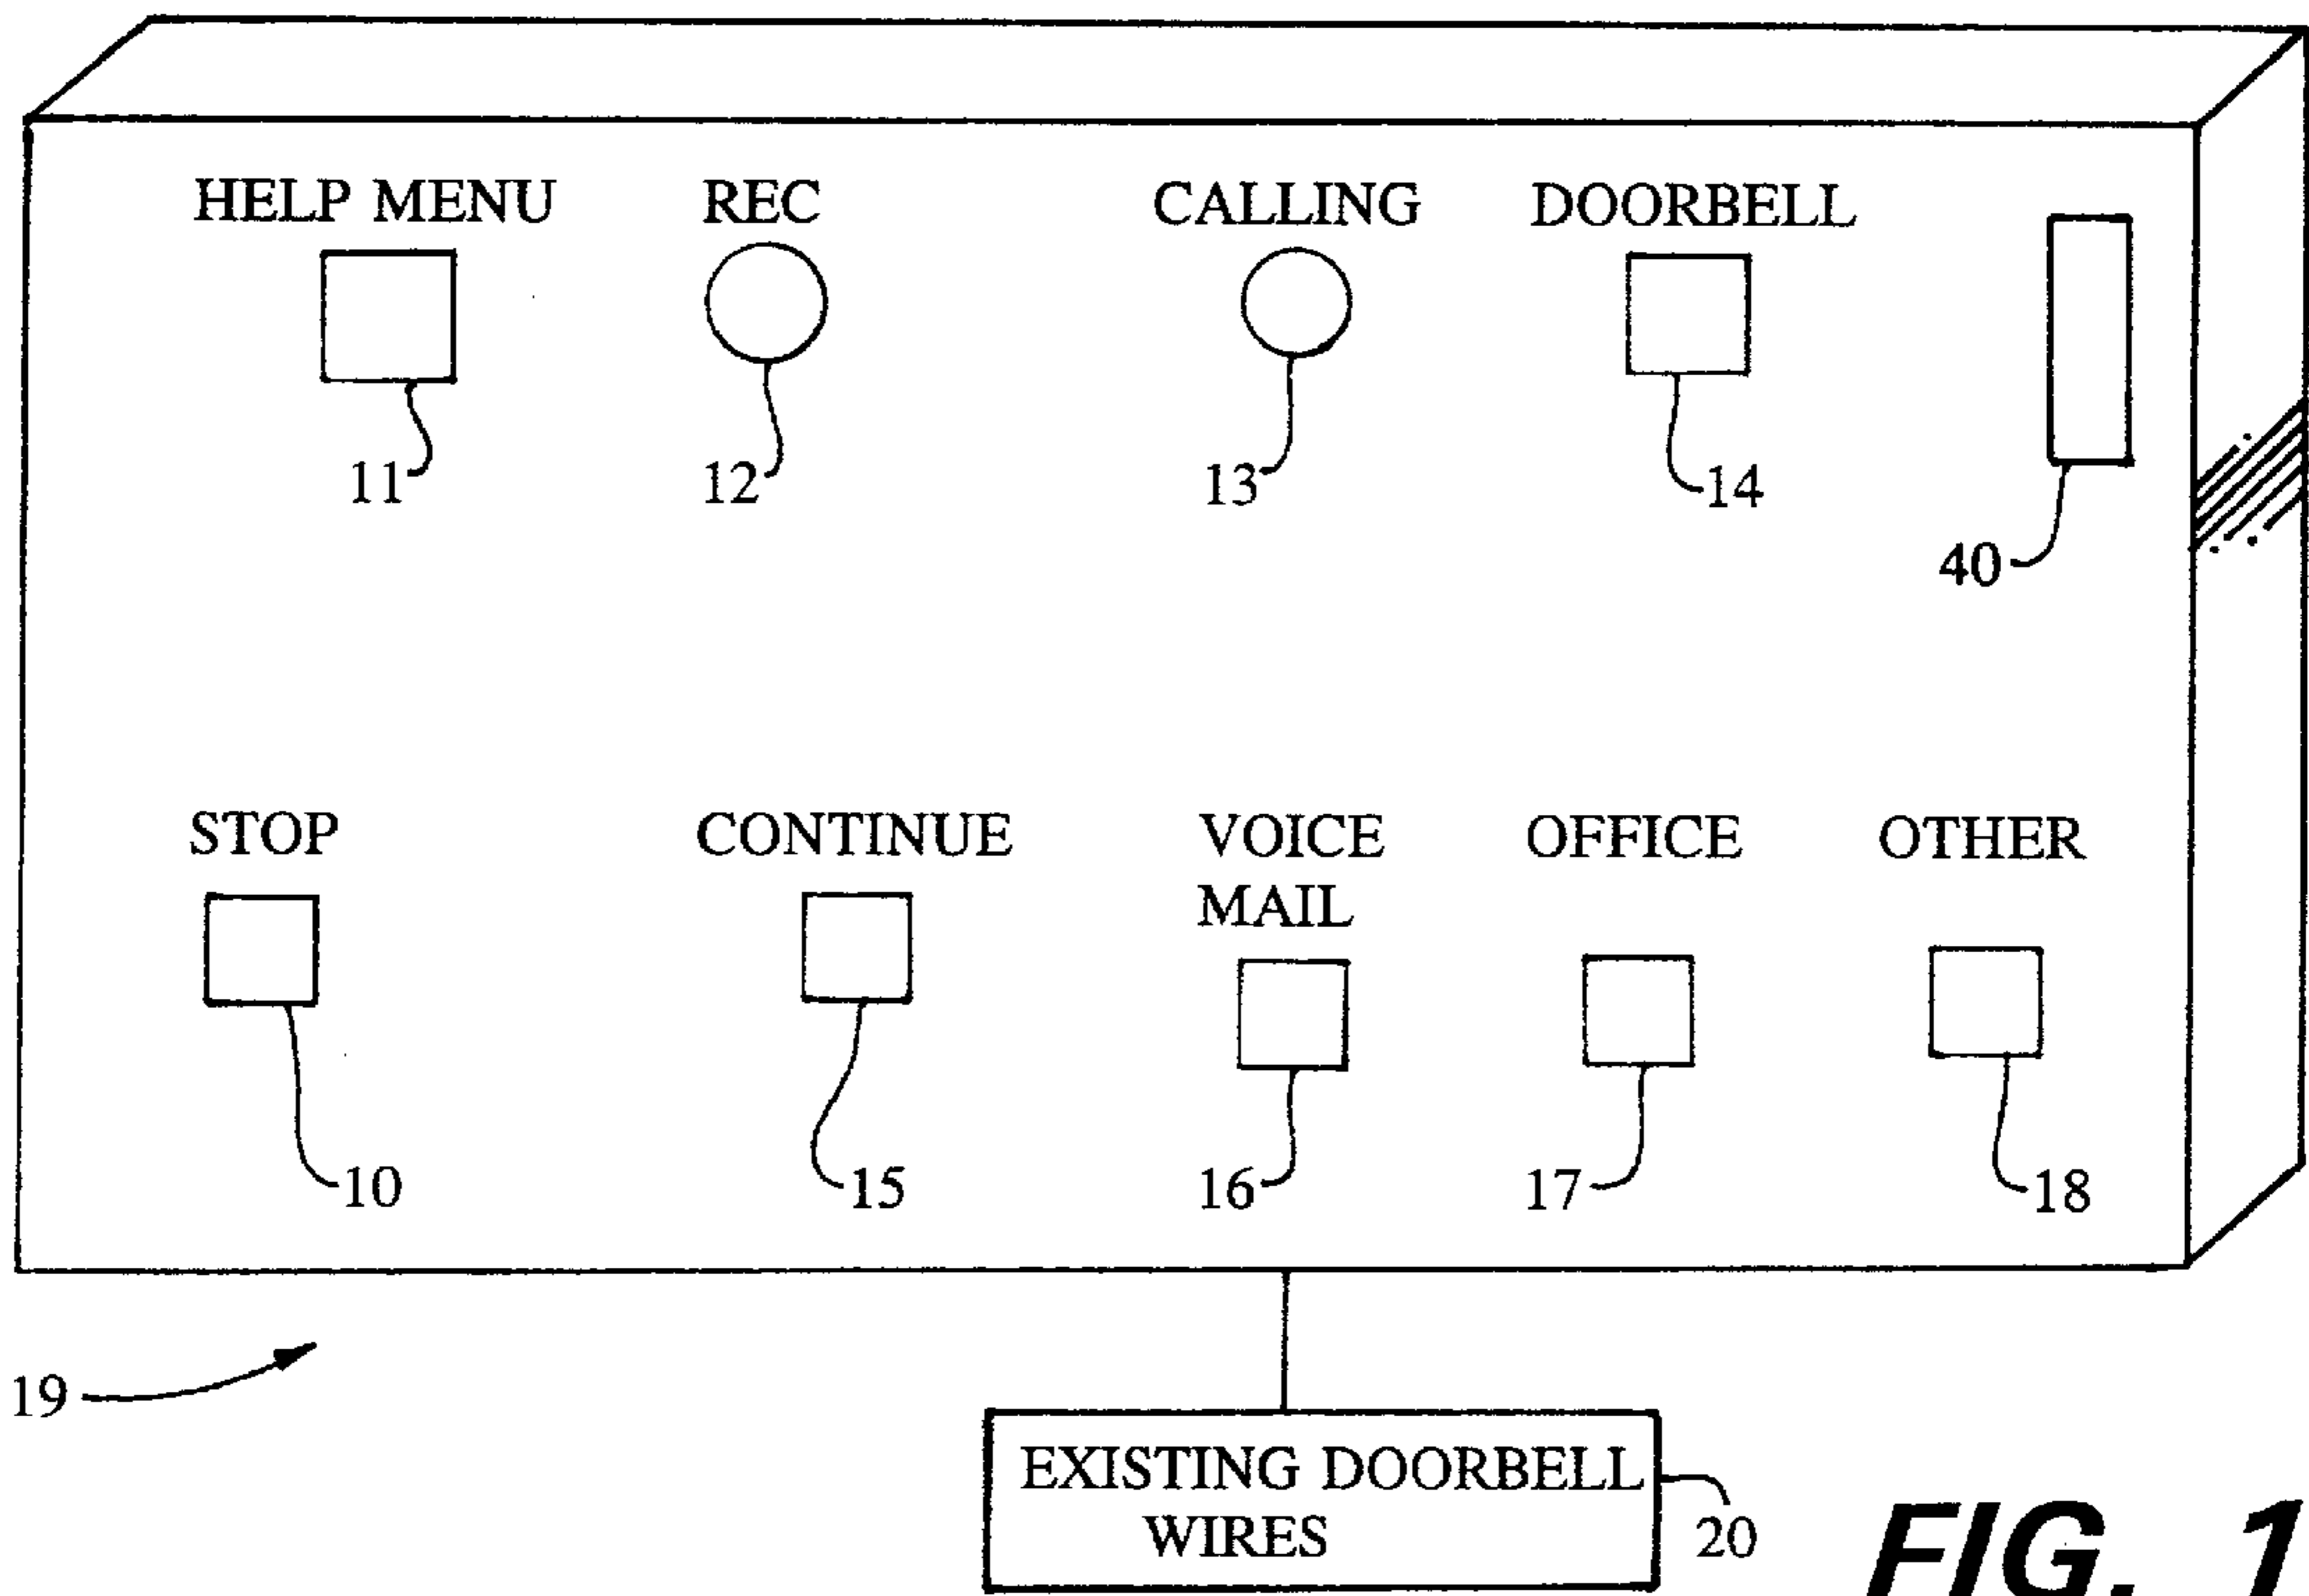 HELP MENU REC CALLING DOORBELL
11 12 13 14
40
STOP CONTINUE VOICE MAIL OFFICE OTHER
10 15 16 17 18
19
EXISTING DOORBELL
WIRES
20
FIG. 1